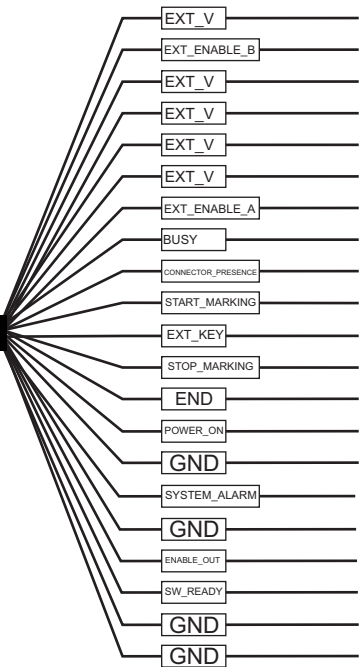 EXT_V
EXT_ENABLE_B
EXT_V
EXT_V
EXT_V
EXT_V
EXT_ENABLE_A
BUSY
CONNECTOR_PRESENCE
START_MARKING
EXT_KEY
STOP_MARKING
END
POWER_ON
GND
SYSTEM_ALARM
GND
ENABLE_OUT
SW_READY
GND
GND